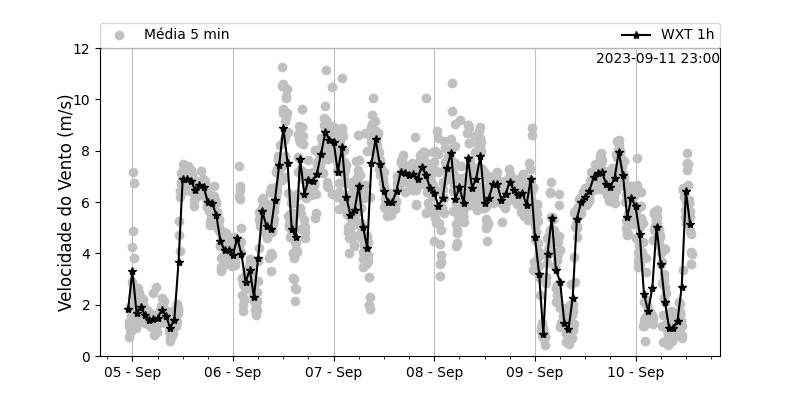 Média 5 min
WXT 1h
2023-09-11 23:00
Velocidade do Vento (m/s)
12
10
8
6
4
2
0
05 - Sep
06 - Sep
07 - Sep
08 - Sep
09 - Sep
10 - Sep